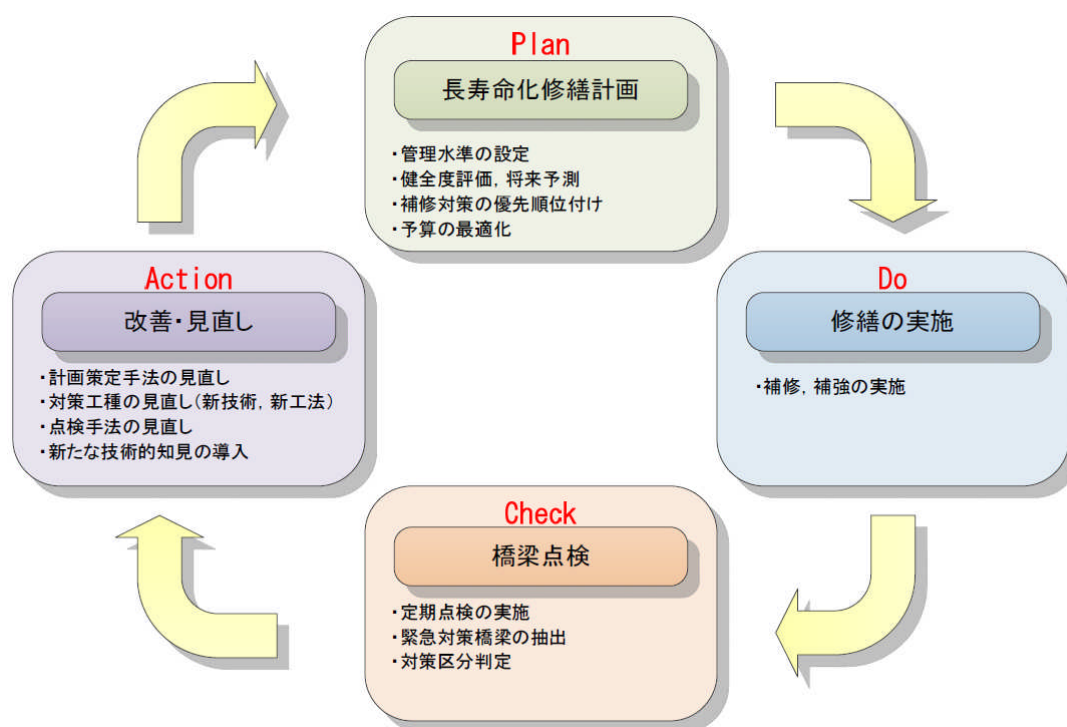 Plan
長寿命化修繕計画
・管理水準の設定
・健全度評価, 将来予測
・補修対策の優先順位付け
・予算の最適化
Do
修繕の実施
・補修, 補強の実施
Check
橋梁点検
・定期点検の実施
・緊急対策橋梁の抽出
・対策区分判定
Action
改善・見直し
・計画策定手法の見直し
・対策工種の見直し(新技術, 新工法)
・点検手法の見直し
・新たな技術的知見の導入